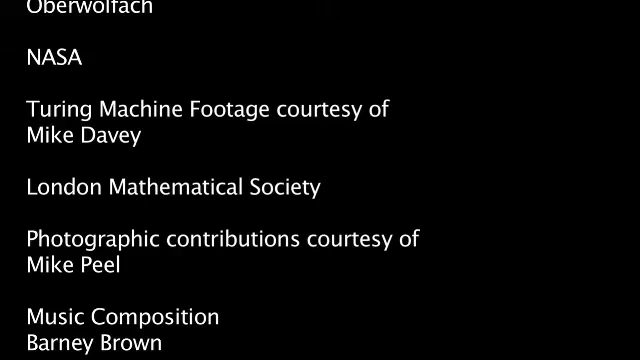 Oberwolfach
NASA
Turing Machine Footage courtesy of
Mike Davey
London Mathematical Society
Photographic contributions courtesy of
Mike Peel
Music Composition
Barney Brown